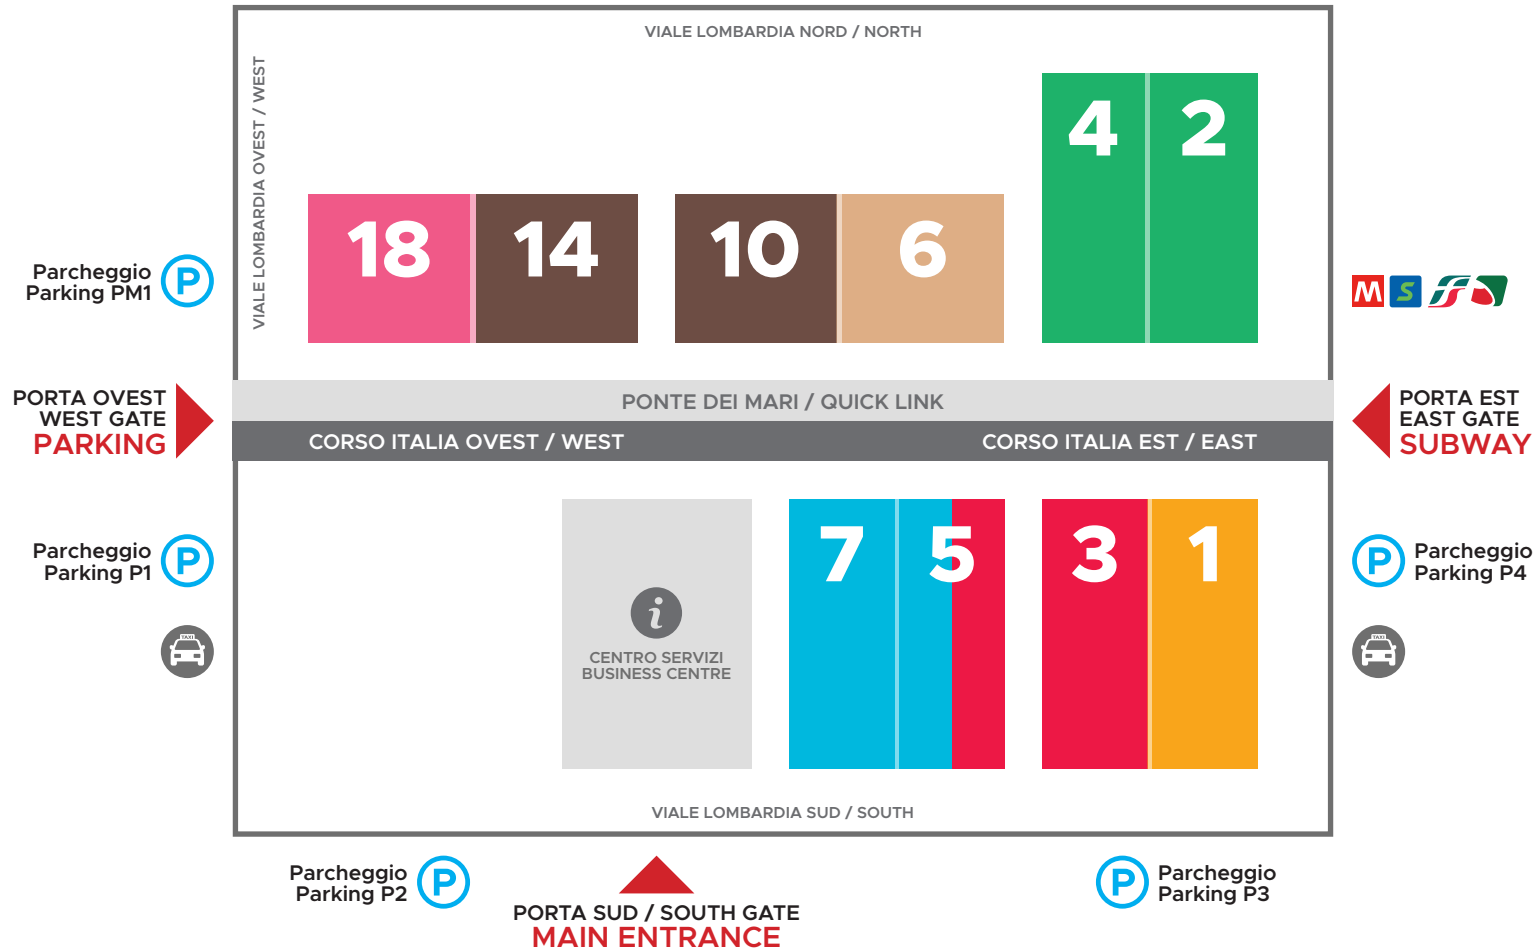 VIALE LOMBARDIA NORD / NORTH
VIALE LOMBARDIA OVEST / WEST
4
2
18
14
10
6
Parcheggio
Parking PM1
P
M
S
PORTA OVEST
WEST GATE
PARKING
PONTE DEI MARI / QUICK LINK
CORSO ITALIA OVEST / WEST
CORSO ITALIA EST / EAST
PORTA EST
EAST GATE
SUBWAY
7
5
3
1
Parcheggio
Parking P1
P
P
Parcheggio
Parking P4
i
CENTRO SERVIZI
BUSINESS CENTRE
TAXI
TAXI
VIALE LOMBARDIA SUD / SOUTH
Parcheggio
Parking P2
P
P
Parcheggio
Parking P3
PORTA SUD / SOUTH GATE
MAIN ENTRANCE